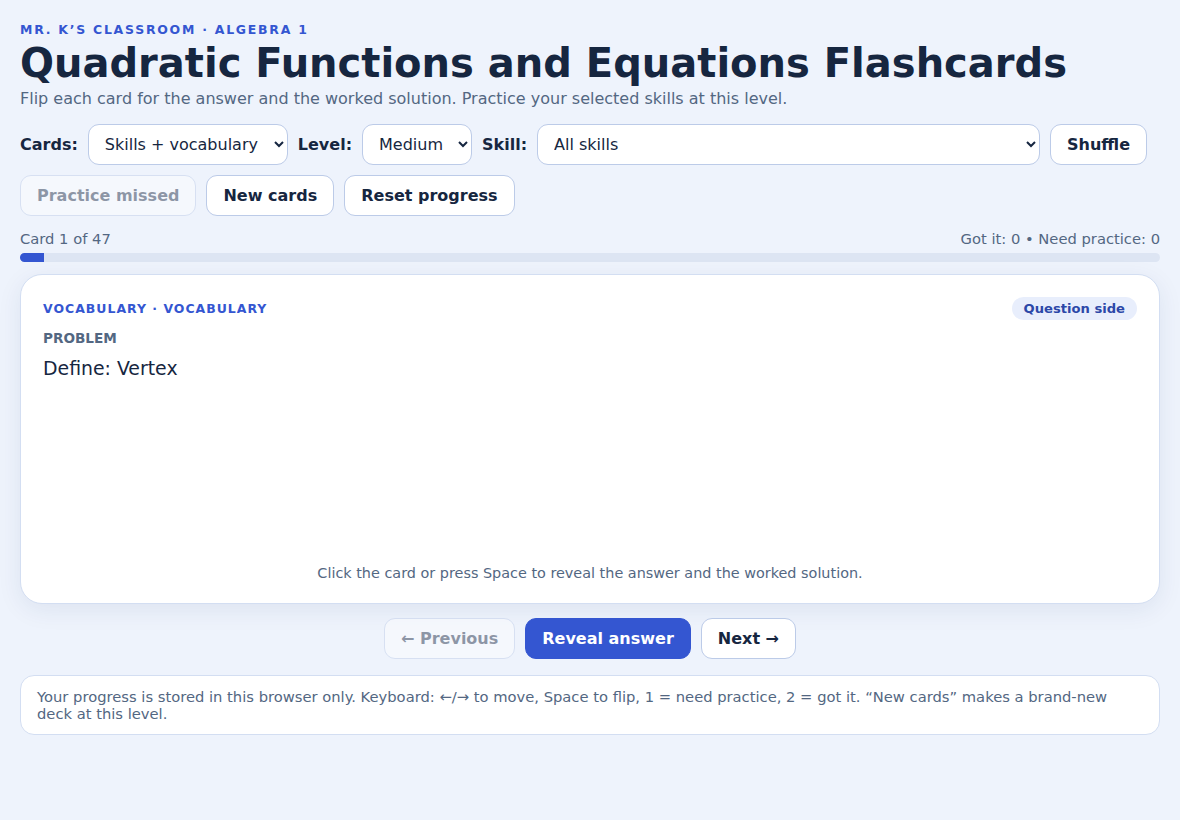 MR. K’S CLASSROOM · ALGEBRA 1
Quadratic Functions and Equations Flashcards
Flip each card for the answer and the worked solution. Practice your selected skills at this level.
Cards: Skills + vocabulary Level: Medium Skill: All skills Shuffle
Practice missed New cards Reset progress
Card 1 of 47 Got it: 0 • Need practice: 0
VOCABULARY · VOCABULARY Question side
PROBLEM
Define: Vertex
Click the card or press Space to reveal the answer and the worked solution.
← Previous Reveal answer Next →
Your progress is stored in this browser only. Keyboard: ←/→ to move, Space to flip, 1 = need practice, 2 = got it. “New cards” makes a brand-new
deck at this level.